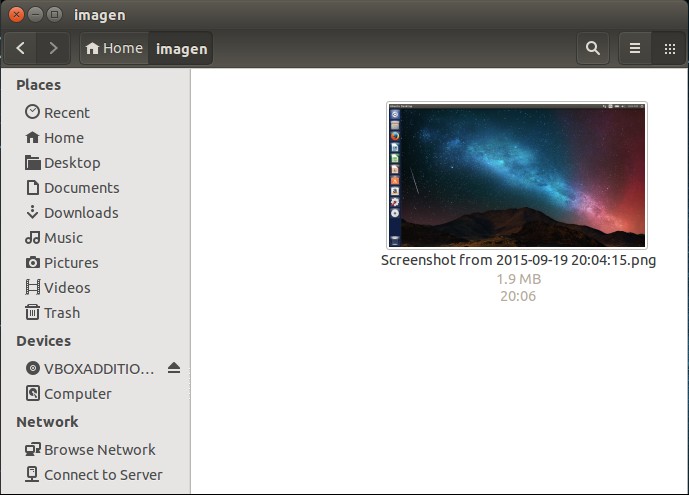 imagen
Home imagen
Places
Recent
Home
Desktop
Documents
Downloads
Music
Pictures
Videos
Trash
Devices
VBOXADDITIO...
Computer
Network
Browse Network
Connect to Server
Screenshot from 2015-09-19 20:04:15.png
1.9 MB
20:06